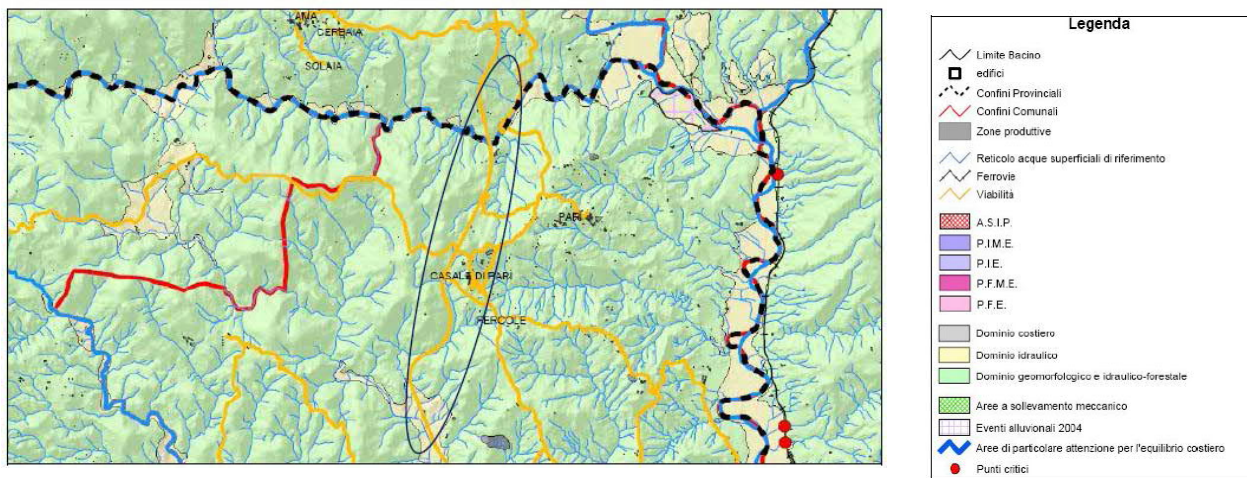 ANA
CERBAIA
SOLAIA
PARI
CASALE DI PARI
FERCOLE
Legenda
Limite Bacino
edifici
Confini Provinciali
Confini Comunali
Zone produttive
Reticolo acque superficiali di riferimento
Ferrovie
Viabilità
A.S.I.P.
P.I.M.E.
P.I.E.
P.F.M.E.
P.F.E.
Dominio costiero
Dominio idraulico
Dominio geomorfologico e idraulico-forestale
Aree a sollevamento meccanico
Eventi alluvionali 2004
Aree di particolare attenzione per l'equilibrio costiero
Punti critici